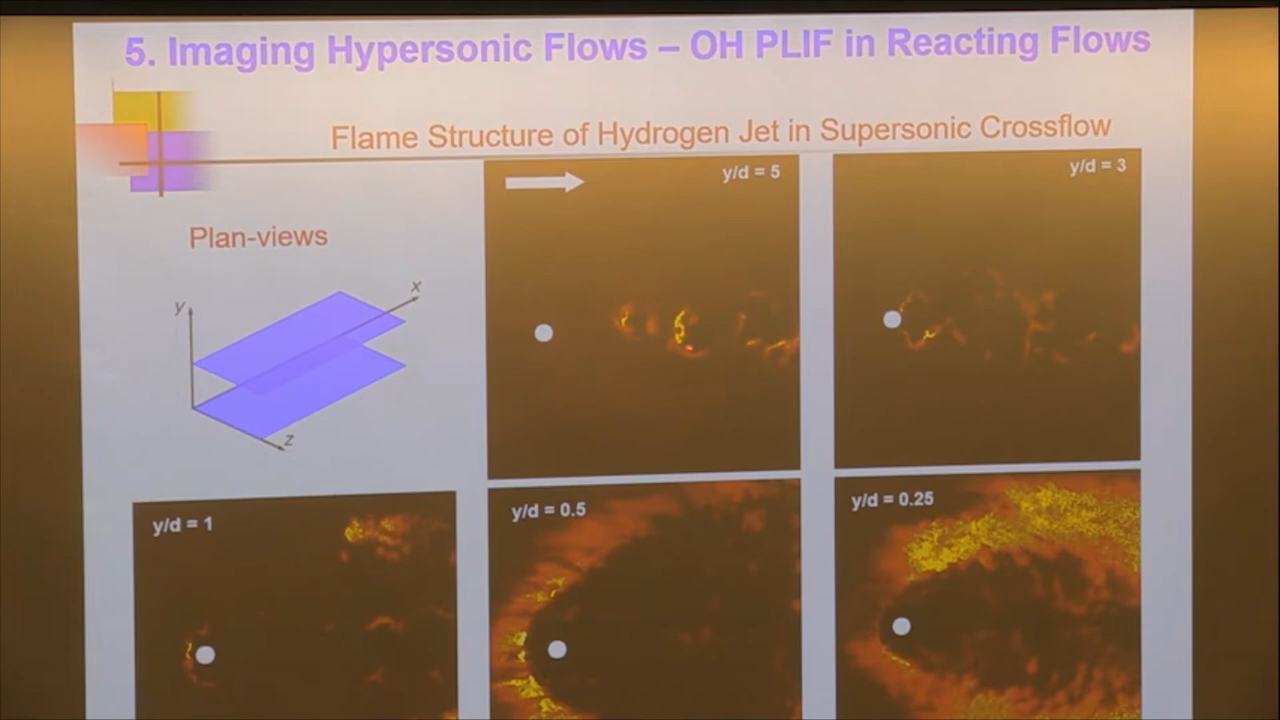 5. Imaging Hypersonic Flows – OH PLIF in Reacting Flows
Flame Structure of Hydrogen Jet in Supersonic Crossflow
Plan-views
y
x
z
y/d = 5
y/d = 3
y/d = 1
y/d = 0.5
y/d = 0.25